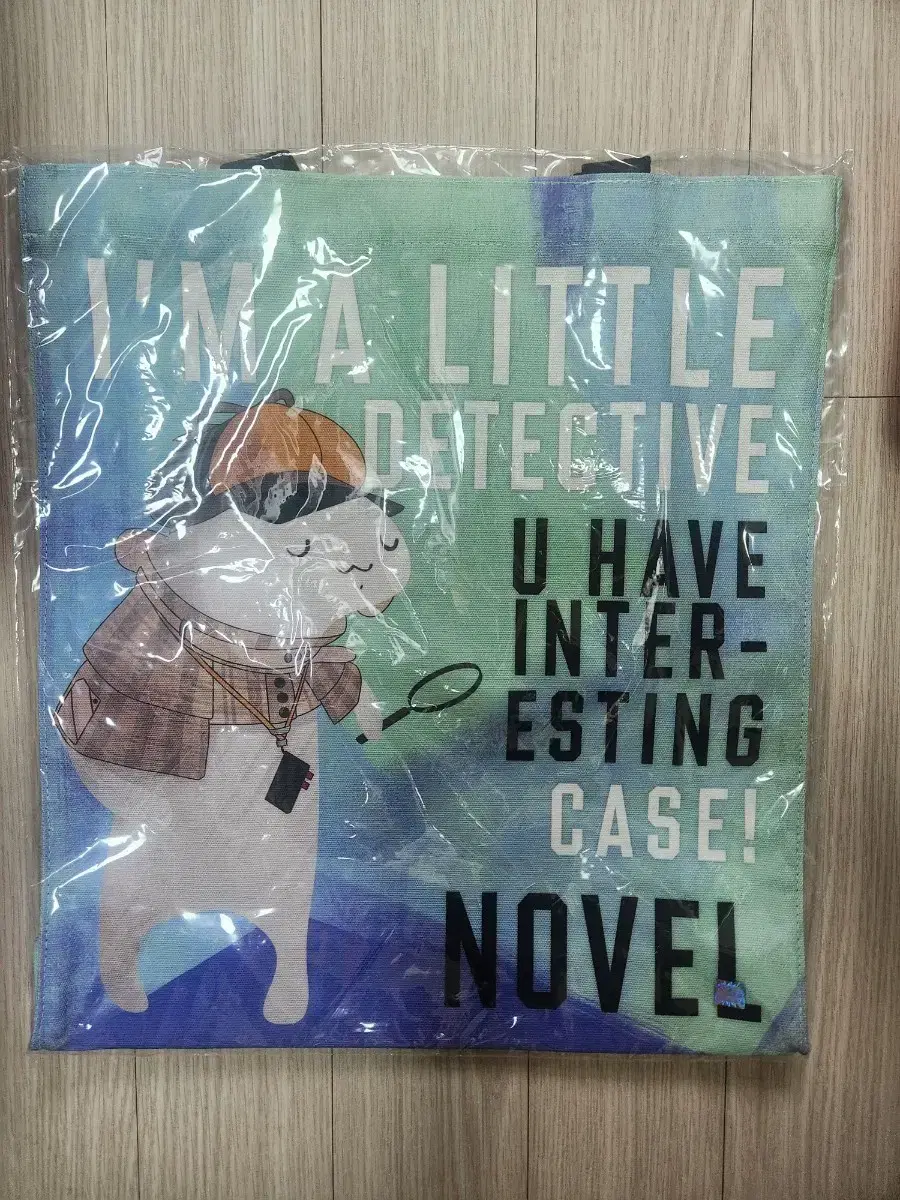 I'M A LITTLE
DETECTIVE
U HAVE
INTER-
ESTING
CASE!
NOVEL